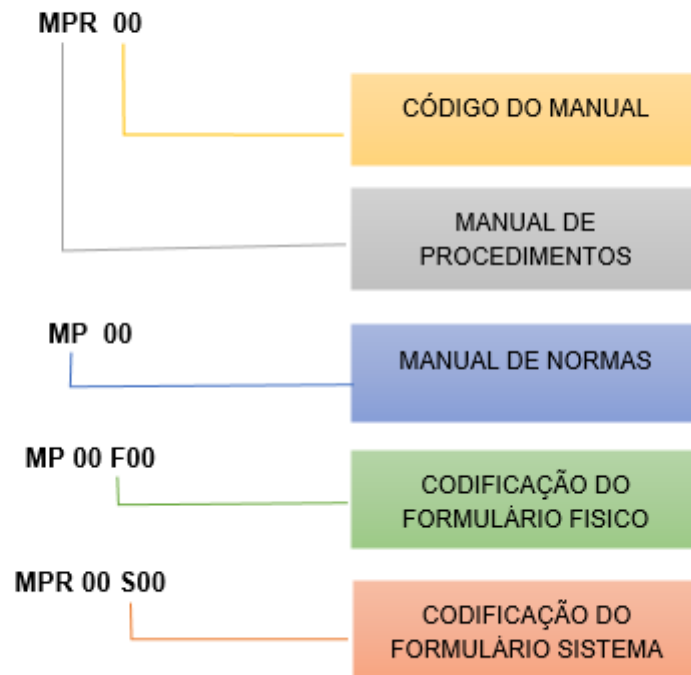 MPR 00
CÓDIGO DO MANUAL
MANUAL DE
PROCEDIMENTOS
MP 00
MANUAL DE NORMAS
MP 00 F00
CODIFICAÇÃO DO
FORMULÁRIO FISICO
MPR 00 S00
CODIFICAÇÃO DO
FORMULÁRIO SISTEMA